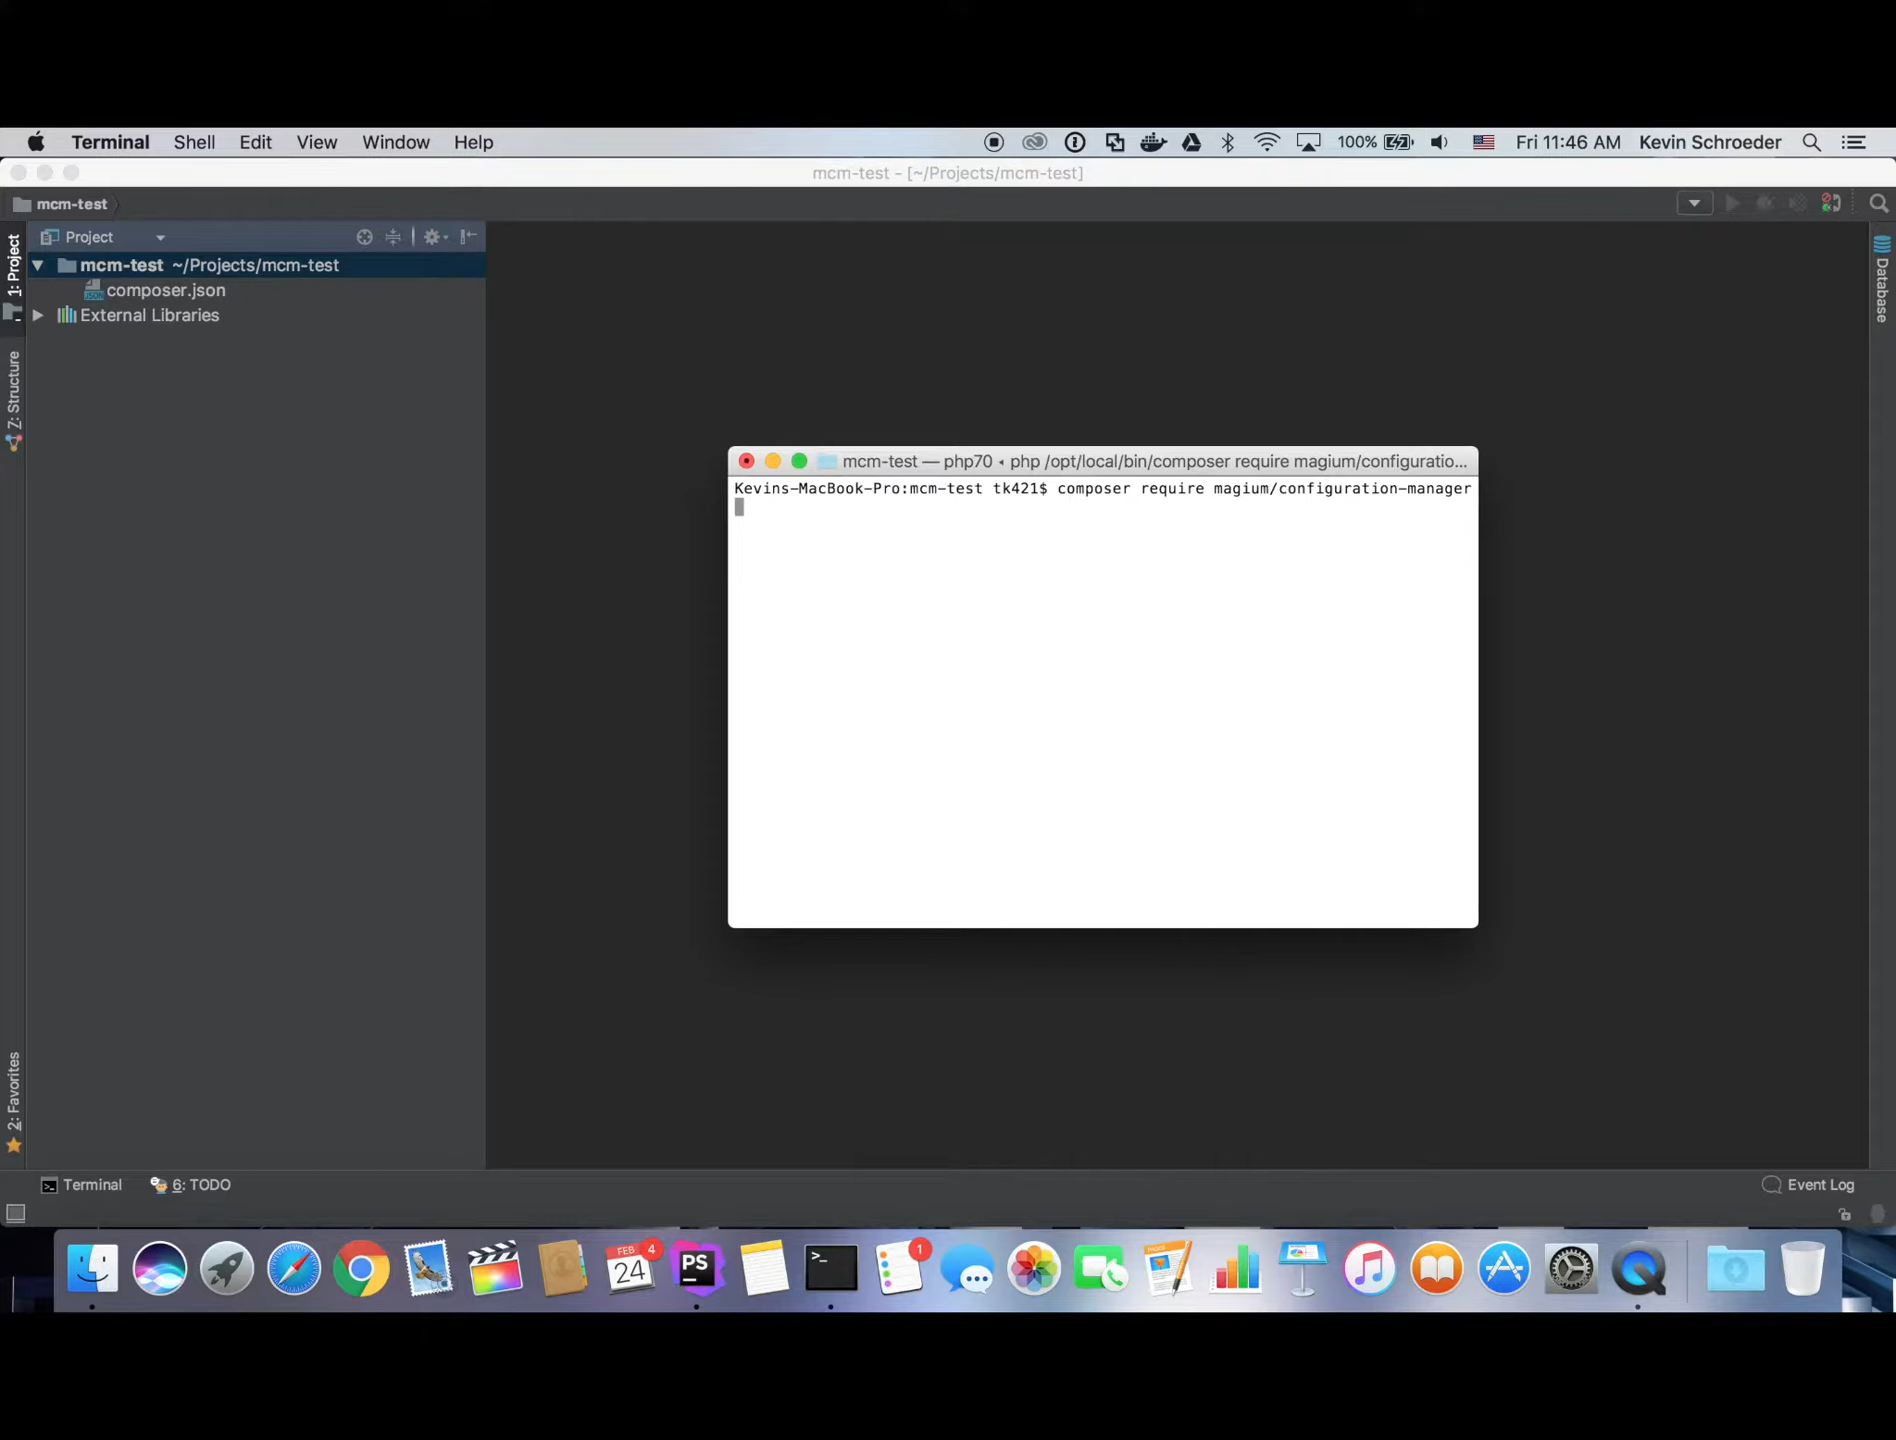 Terminal Shell Edit View Window Help 100% Fri 11:46 AM Kevin Schroeder
mcm-test - [~/Projects/mcm-test]
mcm-test
Project
mcm-test ~/Projects/mcm-test
composer.json
External Libraries
1: Project
Z: Structure
2: Favorites
Database
mcm-test — php70 ◂ php /opt/local/bin/composer require magium/configuratio...
Kevins-MacBook-Pro:mcm-test tk421$ composer require magium/configuration-manager
Terminal 6: TODO Event Log
FEB 4
24
PS
1
PAGES